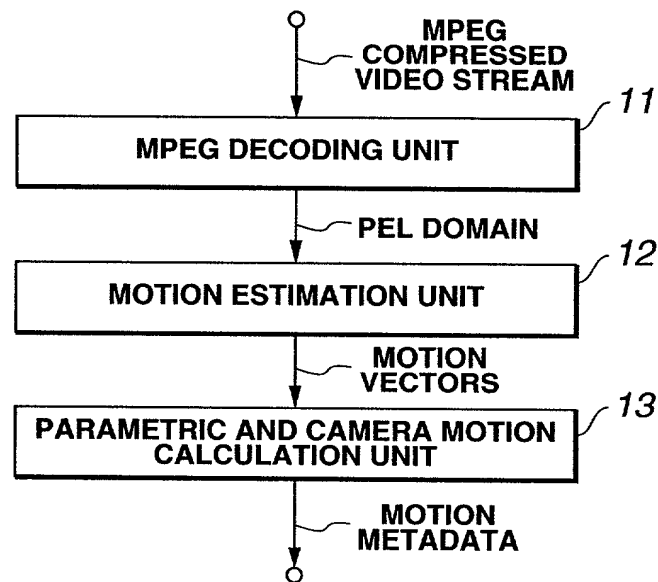 MPEG
COMPRESSED
VIDEO STREAM
11
MPEG DECODING UNIT
PEL DOMAIN
12
MOTION ESTIMATION UNIT
MOTION
VECTORS
13
PARAMETRIC AND CAMERA MOTION
CALCULATION UNIT
MOTION
METADATA